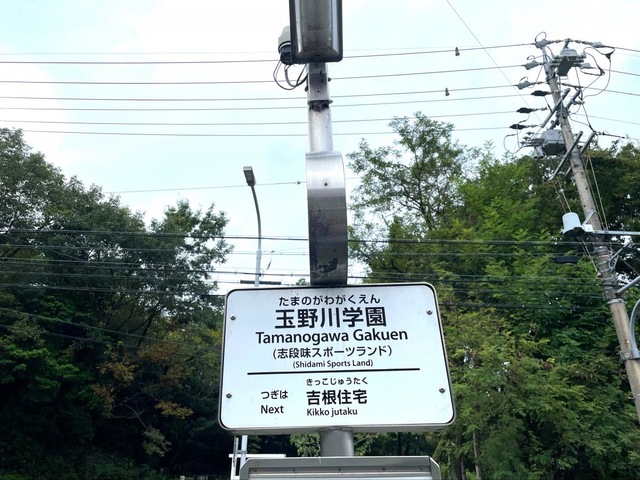 たまのがわがくえん
玉野川学園
Tamanogawa Gakuen
（志段味スポーツランド）
(Shidami Sports Land)
きっこじゅうたく
つぎは 吉根住宅
Next Kikko jutaku